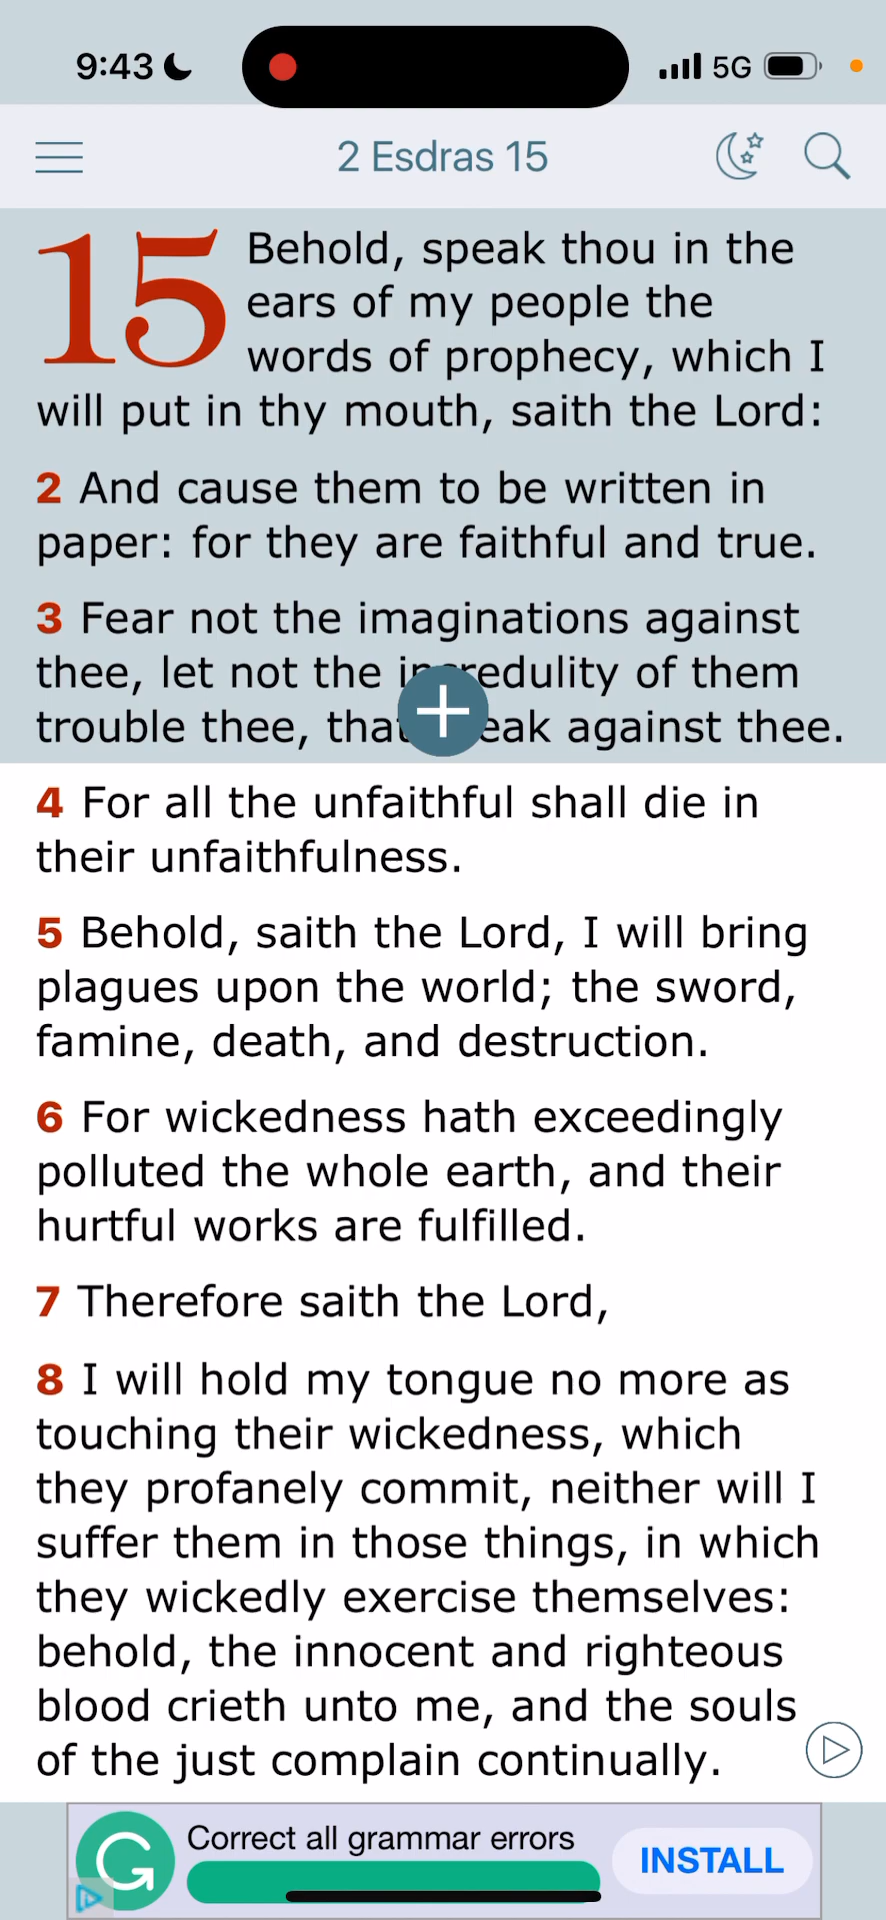 9:43
5G
2 Esdras 15
15 Behold, speak thou in the
ears of my people the
words of prophecy, which I
will put in thy mouth, saith the Lord:
2 And cause them to be written in
paper: for they are faithful and true.
3 Fear not the imaginations against
thee, let not the incredulity of them
trouble thee, that speak against thee.
4 For all the unfaithful shall die in
their unfaithfulness.
5 Behold, saith the Lord, I will bring
plagues upon the world; the sword,
famine, death, and destruction.
6 For wickedness hath exceedingly
polluted the whole earth, and their
hurtful works are fulfilled.
7 Therefore saith the Lord,
8 I will hold my tongue no more as
touching their wickedness, which
they profanely commit, neither will I
suffer them in those things, in which
they wickedly exercise themselves:
behold, the innocent and righteous
blood crieth unto me, and the souls
of the just complain continually.
Correct all grammar errors
INSTALL